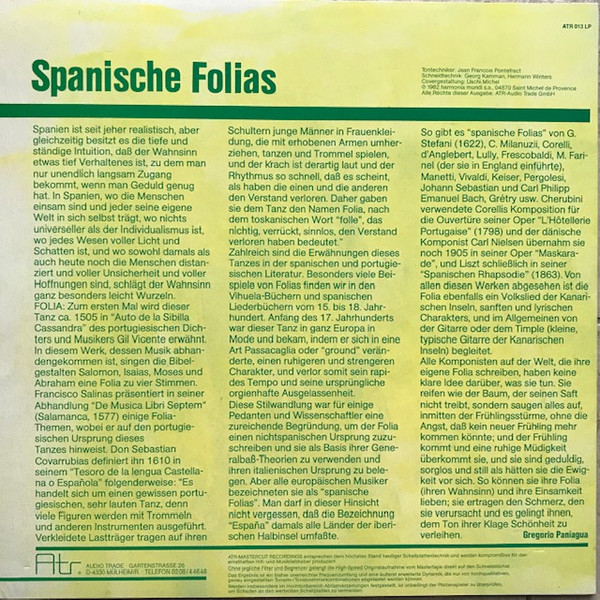 ATR 013 LP
Spanische Folias
Tontechniker: Jean Francois Pontefract
Schneidtechnik: Georg Kamman, Hermann Winters
Covergestaltung: Uschi Michel
℗ 1982 harmonia mundi s.a., 04870 Saint Michel de Provence
Alle Rechte dieser Ausgabe: ATR-Audio Trade GmbH
Spanien ist seit jeher realistisch, aber
gleichzeitig besitzt es die tiefe und
ständige Intuition, daß der Wahnsinn
etwas tief Verhaltenes ist, zu dem man
nur unendlich langsam Zugang
bekommt, wenn man Geduld genug
hat. In Spanien, wo die Menschen
einsam sind und jeder seine eigene
Welt in sich selbst trägt, wo nichts
universeller als der Individualismus ist,
wo jedes Wesen voller Licht und
Schatten ist, und wo sowohl damals als
auch heute noch die Menschen distan-
ziert und voller Unsicherheit und voller
Hoffnungen sind, schlägt der Wahnsinn
ganz besonders leicht Wurzeln.
FOLIA: Zum ersten Mal wird dieser
Tanz ca. 1505 in "Auto de la Sibilla
Cassandra" des portugiesischen Dich-
ters und Musikers Gil Vicente erwähnt.
In diesem Werk, dessen Musik abhan-
dengekommen ist, singen die Bibel-
gestalten Salomon, Isaias, Moses und
Abraham eine Folia zu vier Stimmen.
Francisco Salinas präsentiert in seiner
Abhandlung "De Musica Libri Septem"
(Salamanca, 1577) einige Folia-
Themen, wobei er auf den portugie-
sischen Ursprung dieses
Tanzes hinweist. Don Sebastian
Covarrubias definiert ihn 1610 in
seinem "Tesoro de la lengua Castella-
na o Española" folgenderweise: "Es
handelt sich um einen gewissen portu-
giesischen, sehr lauten Tanz, denn
viele Figuren werden mit Trommeln
und anderen Instrumenten ausgeführt.
Verkleidete Lastträger tragen auf ihren
Schultern junge Männer in Frauenklei-
dung, die mit erhobenen Armen umher-
ziehen, tanzen und Trommel spielen,
und der krach ist derartig laut und der
Rhythmus so schnell, daß es scheint,
als haben die einen und die anderen
den Verstand verloren. Daher gaben
sie dem Tanz den Namen Folia, nach
dem toskanischen Wort "folle", das
nichtig, verrückt, sinnlos, den Verstand
verloren haben bedeutet."
Zahlreich sind die Erwähnungen dieses
Tanzes in der spanischen und portugie-
sischen Literatur. Besonders viele Bei-
spiele von Folias finden wir in den
Vihuela-Büchern und spanischen
Liederbüchern vom 15. bis 18. Jahr-
hundert. Anfang des 17. Jahrhunderts
war dieser Tanz in ganz Europa in
Mode und bekam, indem er sich in eine
Art Passacaglia oder "ground" verän-
derte, einen ruhigeren und strengeren
Charakter, und verlor somit sein rapi-
des Tempo und seine ursprüngliche
orgienhafte Ausgelassenheit.
Diese Stilwandlung war für einige
Pedanten und Wissenschaftler eine
zureichende Begründung, um der Folia
einen nichtspanischen Ursprung zuzu-
schreiben und sie als Basis ihrer Gene-
ralbaß-Theorien zu verwenden und
ihren italienischen Ursprung zu bele-
gen. Aber alle europäischen Musiker
bezeichneten sie als "spanische
Folias". Man darf in dieser Hinsicht
nicht vergessen, daß die Bezeichnung
"España" damals alle Länder der iberi-
schen Halbinsel umfaßte.
So gibt es "spanische Folias" von G.
Stefani (1622), C. Milanuzii, Corelli,
d'Anglebert, Lully, Frescobaldi, M. Fari-
nel (der sie in England einführte),
Manetti, Vivaldi, Keiser, Pergolesi,
Johann Sebastian und Carl Philipp
Emanuel Bach, Grétry usw. Cherubini
verwendete Corellis Komposition für
die Ouvertüre seiner Oper "L'Hôtellerie
Portugaise" (1798) und der dänische
Komponist Carl Nielsen übernahm sie
noch 1905 in seiner Oper "Maskara-
de", und Liszt schließlich in seiner
"Spanischen Rhapsodie" (1863). Von
allen diesen Werken abgesehen ist die
Folia ebenfalls ein Volkslied der Kanari-
schen Inseln, sanften und lyrischen
Charakters, und im Allgemeinen von
der Gitarre oder dem Timple (kleine,
typische Gitarre der Kanarischen
Inseln) begleitet.
Alle Komponisten auf der Welt, die ihre
eigene Folia schreiben, haben keine
klare Idee darüber, was sie tun. Sie
reifen wie der Baum, der seinen Saft
nicht treibt, sondern saugen alles auf,
inmitten der Frühlingsstürme, ohne die
Angst, daß kein neuer Frühling mehr
kommen könnte; und der Frühling
kommt und eine ruhige Müdigkeit
überkommt sie, und sie sind geduldig,
sorglos und still als hätten sie die Ewig-
keit vor sich. So können sie ihre Folia
(ihren Wahnsinn) und ihre Einsamkeit
lieben; sie ertragen den Schmerz, den
sie verursacht und es gelingt ihnen,
dem Ton ihrer Klage Schönheit zu
verleihen.
Gregorio Paniagua
Atr
AUDIO TRADE · GARTENSTRASSE 26
D-4330 MÜLHEIM/R. · TELEFON 0208/44648